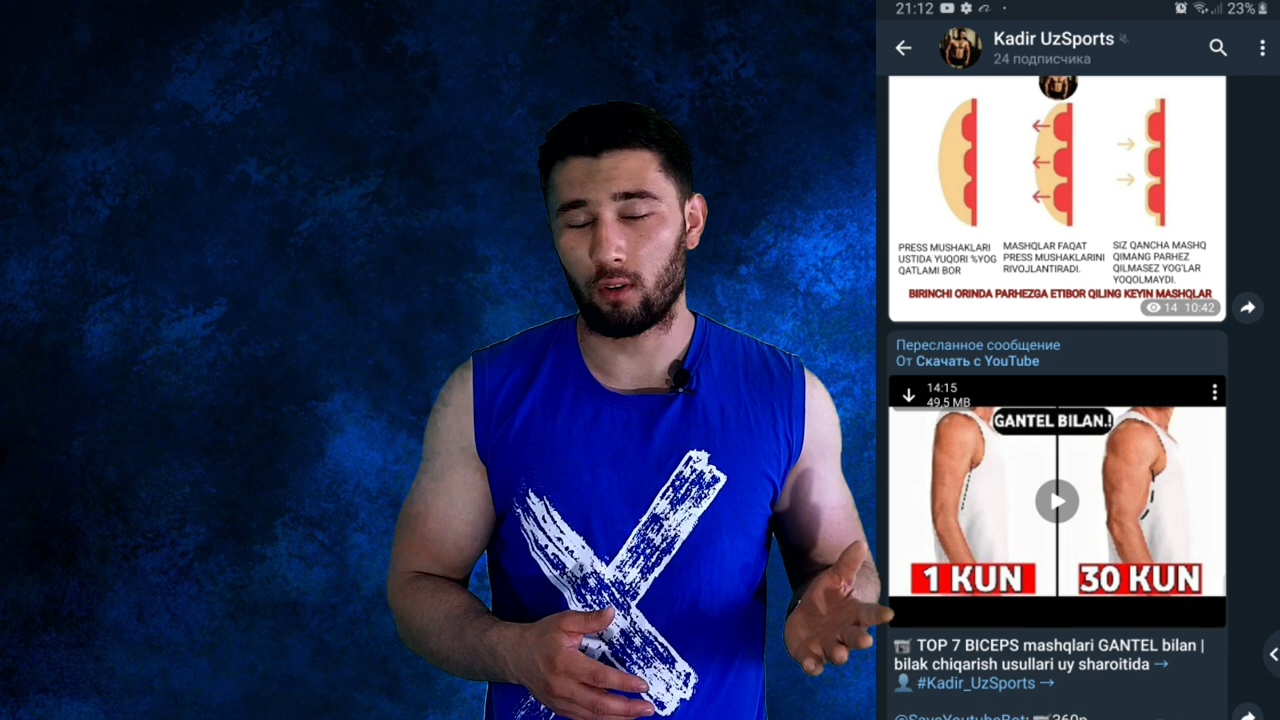 21:12
23%
Kadir UzSports
24 подписчика
PRESS MUSHAKLARI
USTIDA YUQORI %YOG
QATLAMI BOR
MASHQLAR FAQAT
PRESS MUSHAKLARINI
RIVOJLANTIRADI.
SIZ QANCHA MASHQ
QIMANG PARHEZ
QILMASEZ YOG'LAR
YOQOLMAYDI.
BIRINCHI ORINDA PARHEZGA ETIBOR QILING KEYIN MASHQLAR
14 10:42
Пересланное сообщение
От Скачать с YouTube
14:15
49,5 MB
GANTEL BILAN.!
1 KUN
30 KUN
TOP 7 BICEPS mashqlari GANTEL bilan |
bilak chiqarish usullari uy sharoitida →
#Kadir_UzSports →
@SaveYoutubeBot: 360p